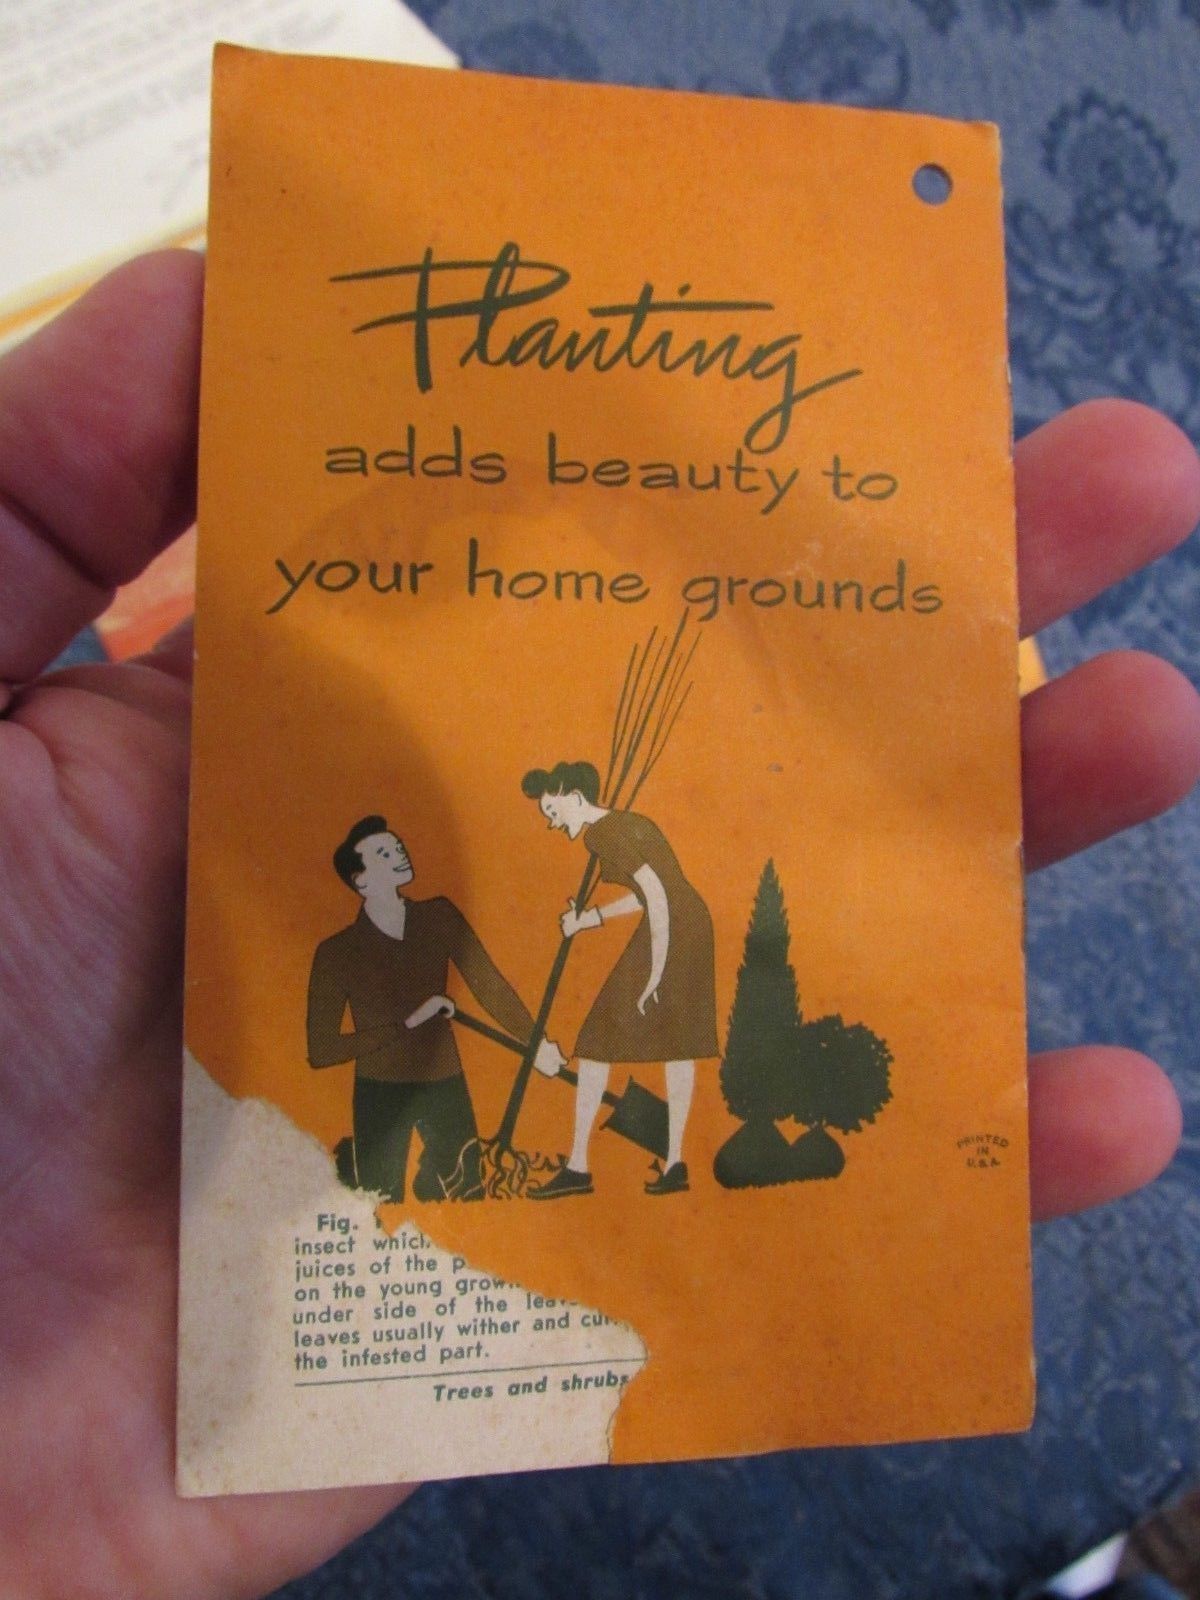 Planting
adds beauty to
your home grounds
PRINTED
IN
U.S.A.
Fig.
insect which
juices of the
on the young
under side of the
leaves usually wither and
the infested part.
Trees and shrubs